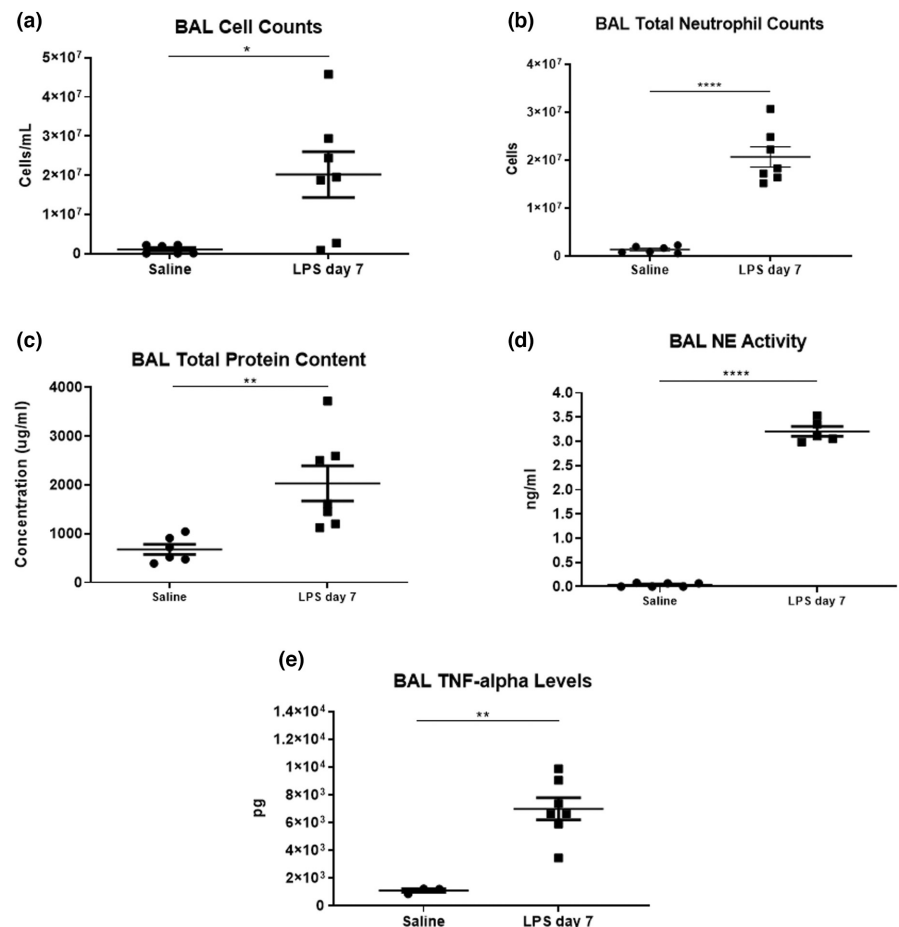 (a)
BAL Cell Counts
*
5×10⁷
4×10⁷
3×10⁷
2×10⁷
1×10⁷
0
Cells/mL
Saline LPS day 7
(b)
BAL Total Neutrophil Counts
****
4×10⁷
3×10⁷
2×10⁷
1×10⁷
0
Cells
Saline LPS day 7
(c)
BAL Total Protein Content
**
4000
3000
2000
1000
0
Concentration (ug/ml)
Saline LPS day 7
(d)
BAL NE Activity
****
4.0
3.5
3.0
2.5
2.0
1.5
1.0
0.5
0.0
ng/ml
Saline LPS day 7
(e)
BAL TNF-alpha Levels
**
1.4×10⁴
1.2×10⁴
1×10⁴
8×10³
6×10³
4×10³
2×10³
0
pg
Saline LPS day 7